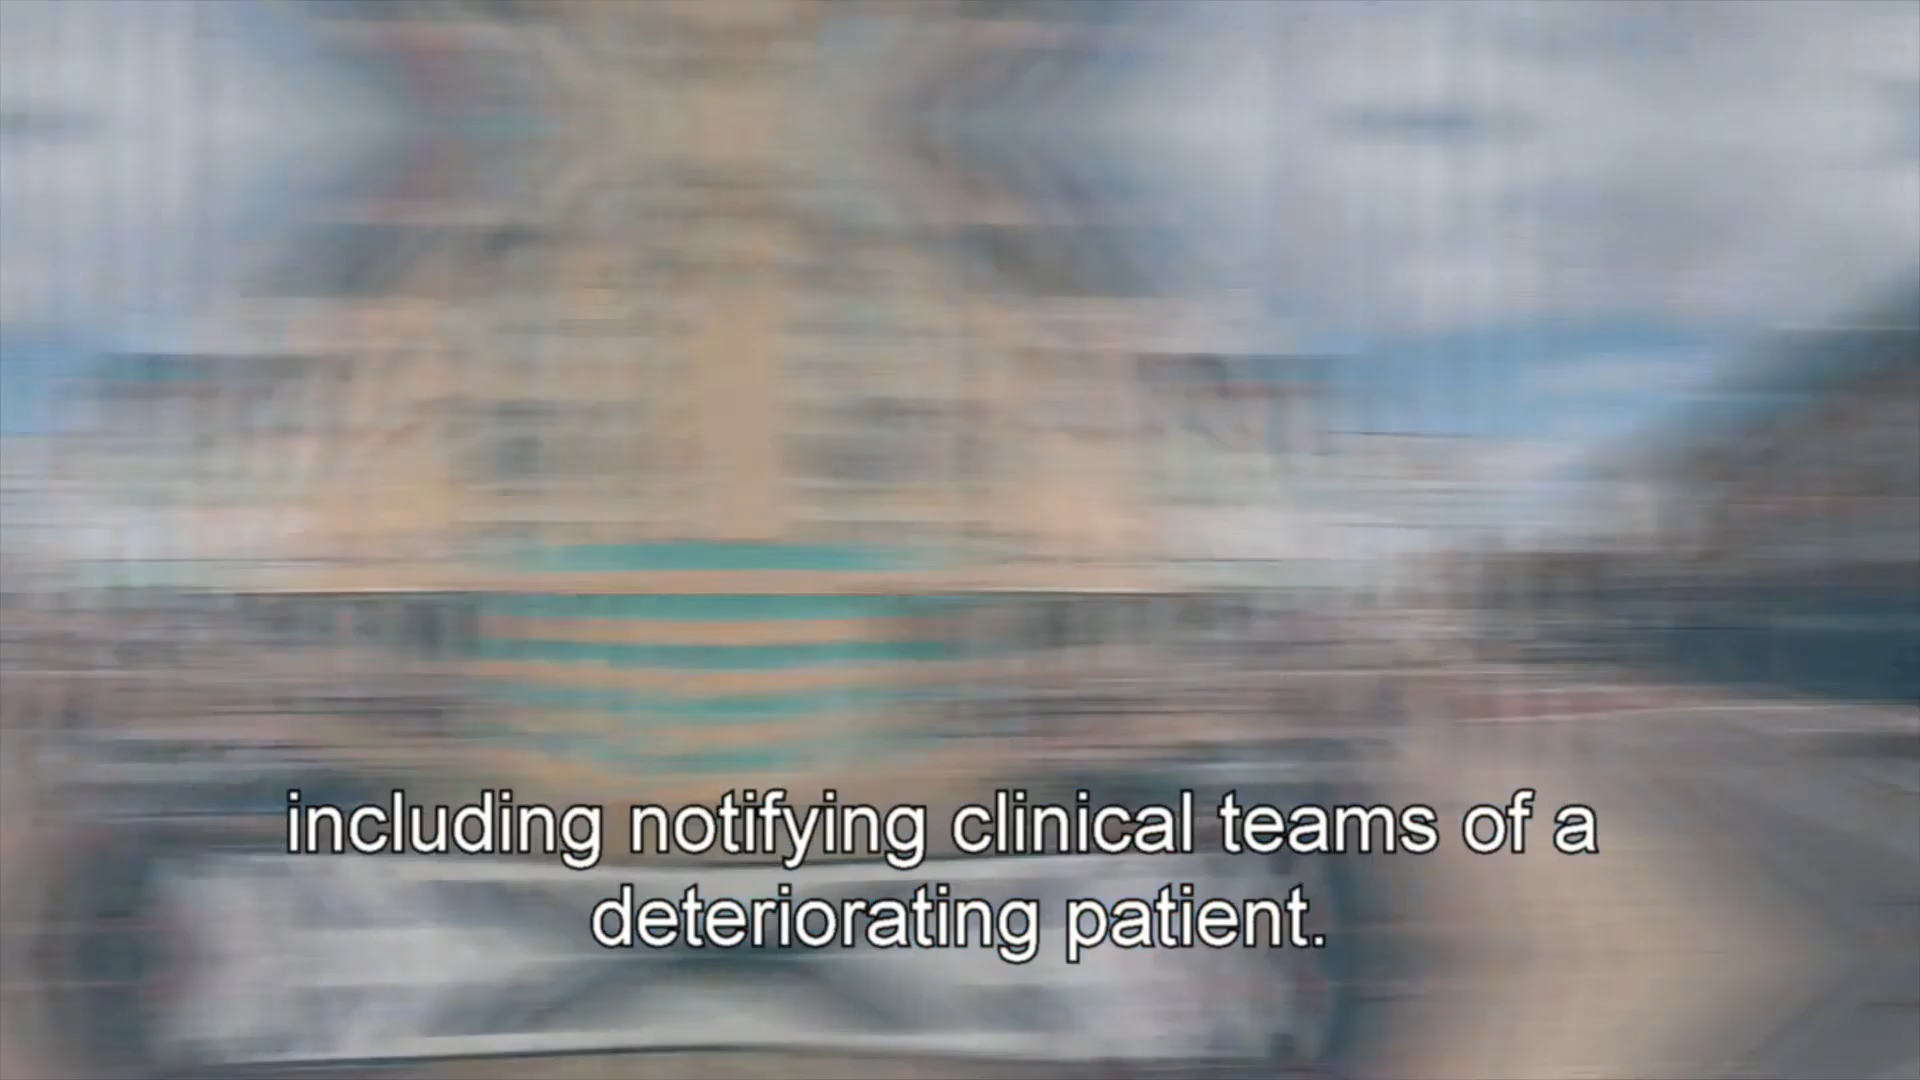 including notifying clinical teams of a
deteriorating patient.